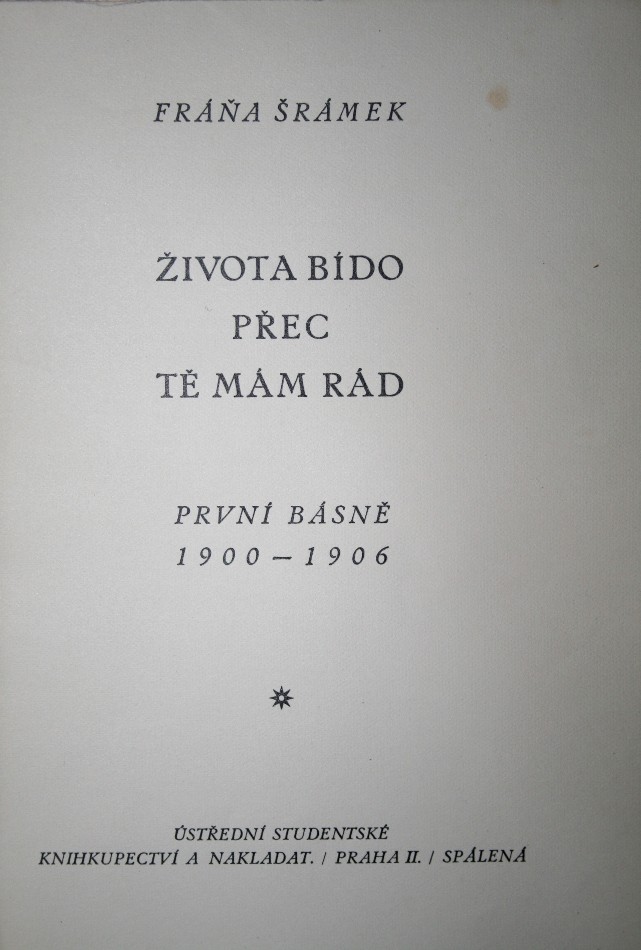 FRÁŇA ŠRÁMEK
ŽIVOTA BÍDO
PŘEC
TĚ MÁM RÁD
PRVNÍ BÁSNĚ
1900 — 1906
ÚSTŘEDNÍ STUDENTSKÉ
KNIHKUPECTVÍ A NAKLADAT. / PRAHA II. / SPÁLENÁ